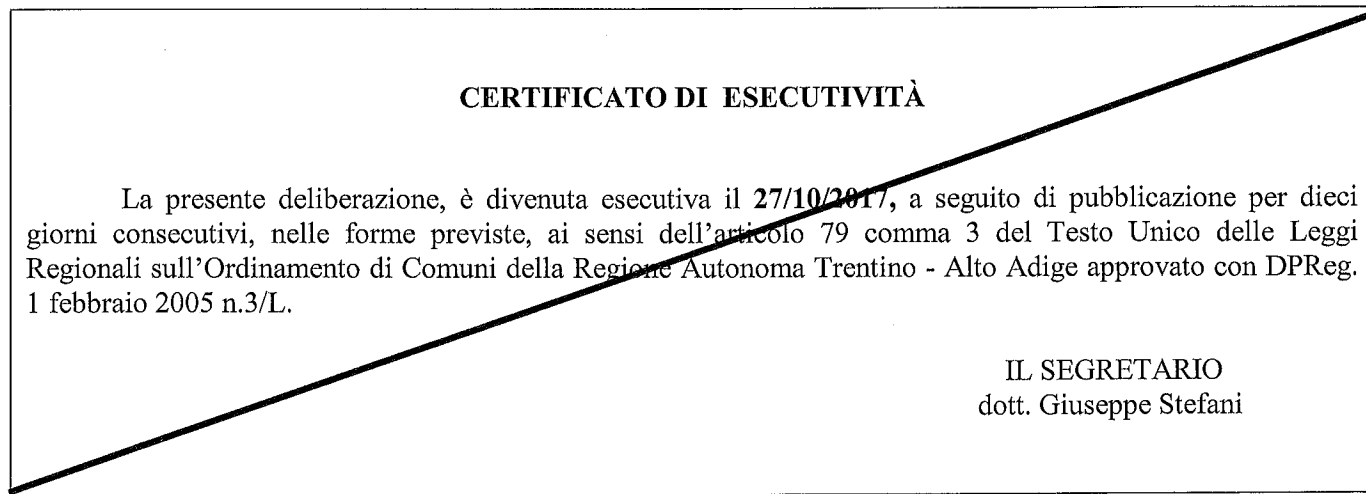 CERTIFICATO DI ESECUTIVITÀ
La presente deliberazione, è divenuta esecutiva il 27/10/2017, a seguito di pubblicazione per dieci
giorni consecutivi, nelle forme previste, ai sensi dell'articolo 79 comma 3 del Testo Unico delle Leggi
Regionali sull'Ordinamento di Comuni della Regione Autonoma Trentino - Alto Adige approvato con DPReg.
1 febbraio 2005 n.3/L.
IL SEGRETARIO
dott. Giuseppe Stefani